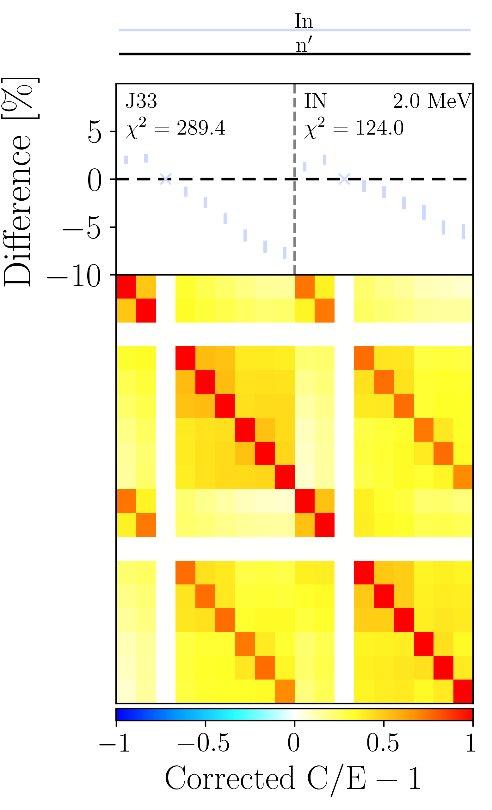 In
n′
J33 IN 2.0 MeV
χ² = 289.4 χ² = 124.0
Difference [%]
5
0
−5
−10
−1 −0.5 0 0.5 1
Corrected C/E − 1